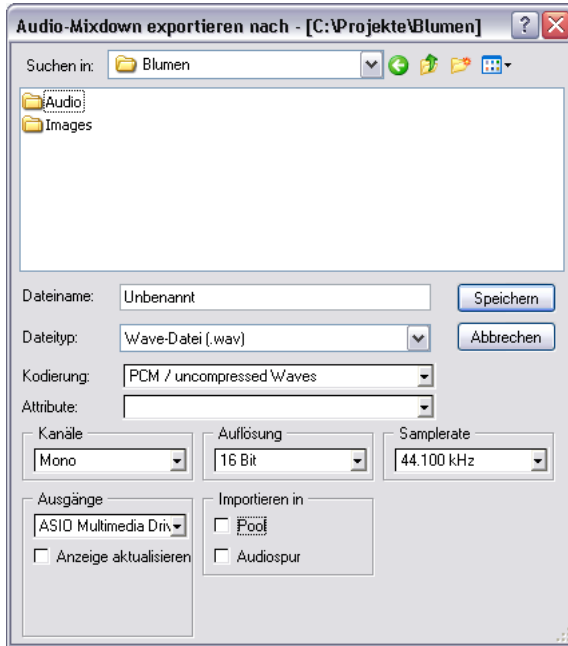 Audio-Mixdown exportieren nach - [C:\Projekte\Blumen]
Suchen in: Blumen
Audio
Images
Dateiname: Unbenannt Speichern
Dateityp: Wave-Datei (.wav) Abbrechen
Kodierung: PCM / uncompressed Waves
Attribute:
Kanäle Auflösung Samplerate
Mono 16 Bit 44.100 kHz
Ausgänge Importieren in
ASIO Multimedia Driv Pool
Anzeige aktualisieren Audiospur